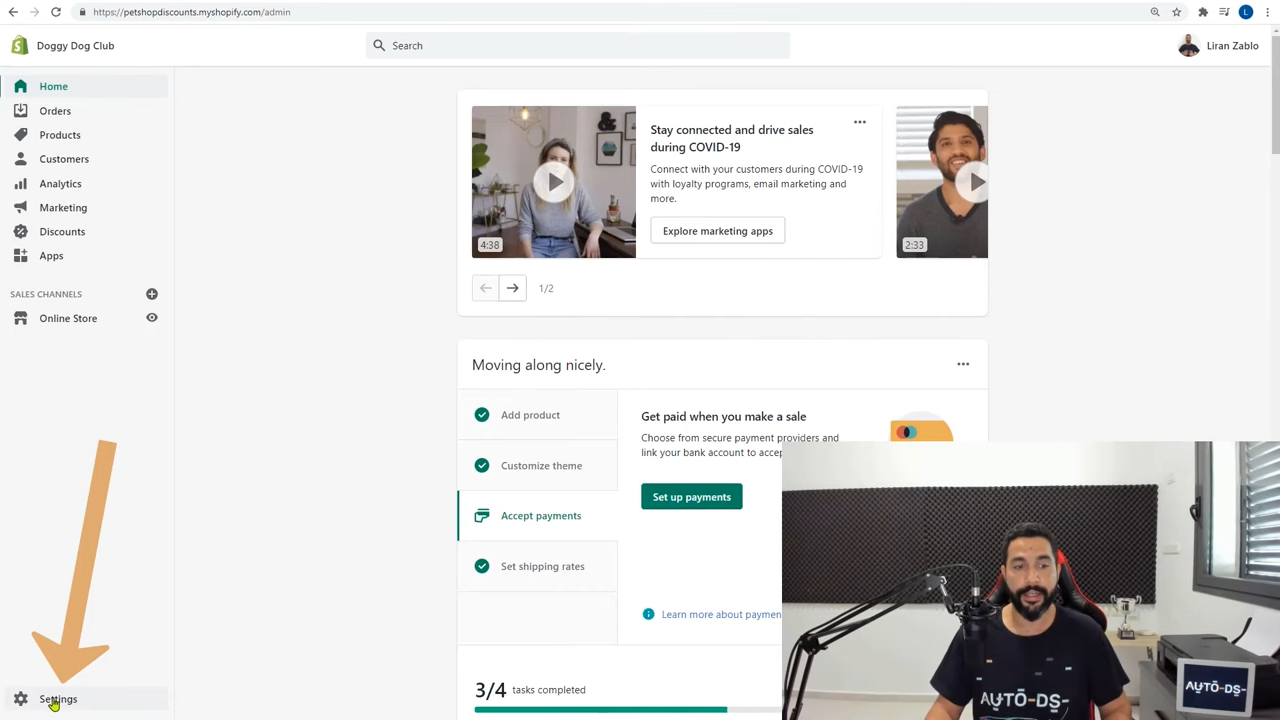 https://petshopdiscounts.myshopify.com/admin
L
Doggy Dog Club
Search
Liran Zablo
Home
Orders
Products
Customers
Analytics
Marketing
Discounts
Apps
SALES CHANNELS
Online Store
Settings
4:38
Stay connected and drive sales
during COVID-19
Connect with your customers during COVID-19
with loyalty programs, email marketing and
more.
Explore marketing apps
2:33
1/2
Moving along nicely.
Add product
Customize theme
Accept payments
Set shipping rates
Get paid when you make a sale
Choose from secure payment providers and
link your bank account to accep
Set up payments
Learn more about paymen
3/4 tasks completed
AUTO-DS-
AUTO-DS-